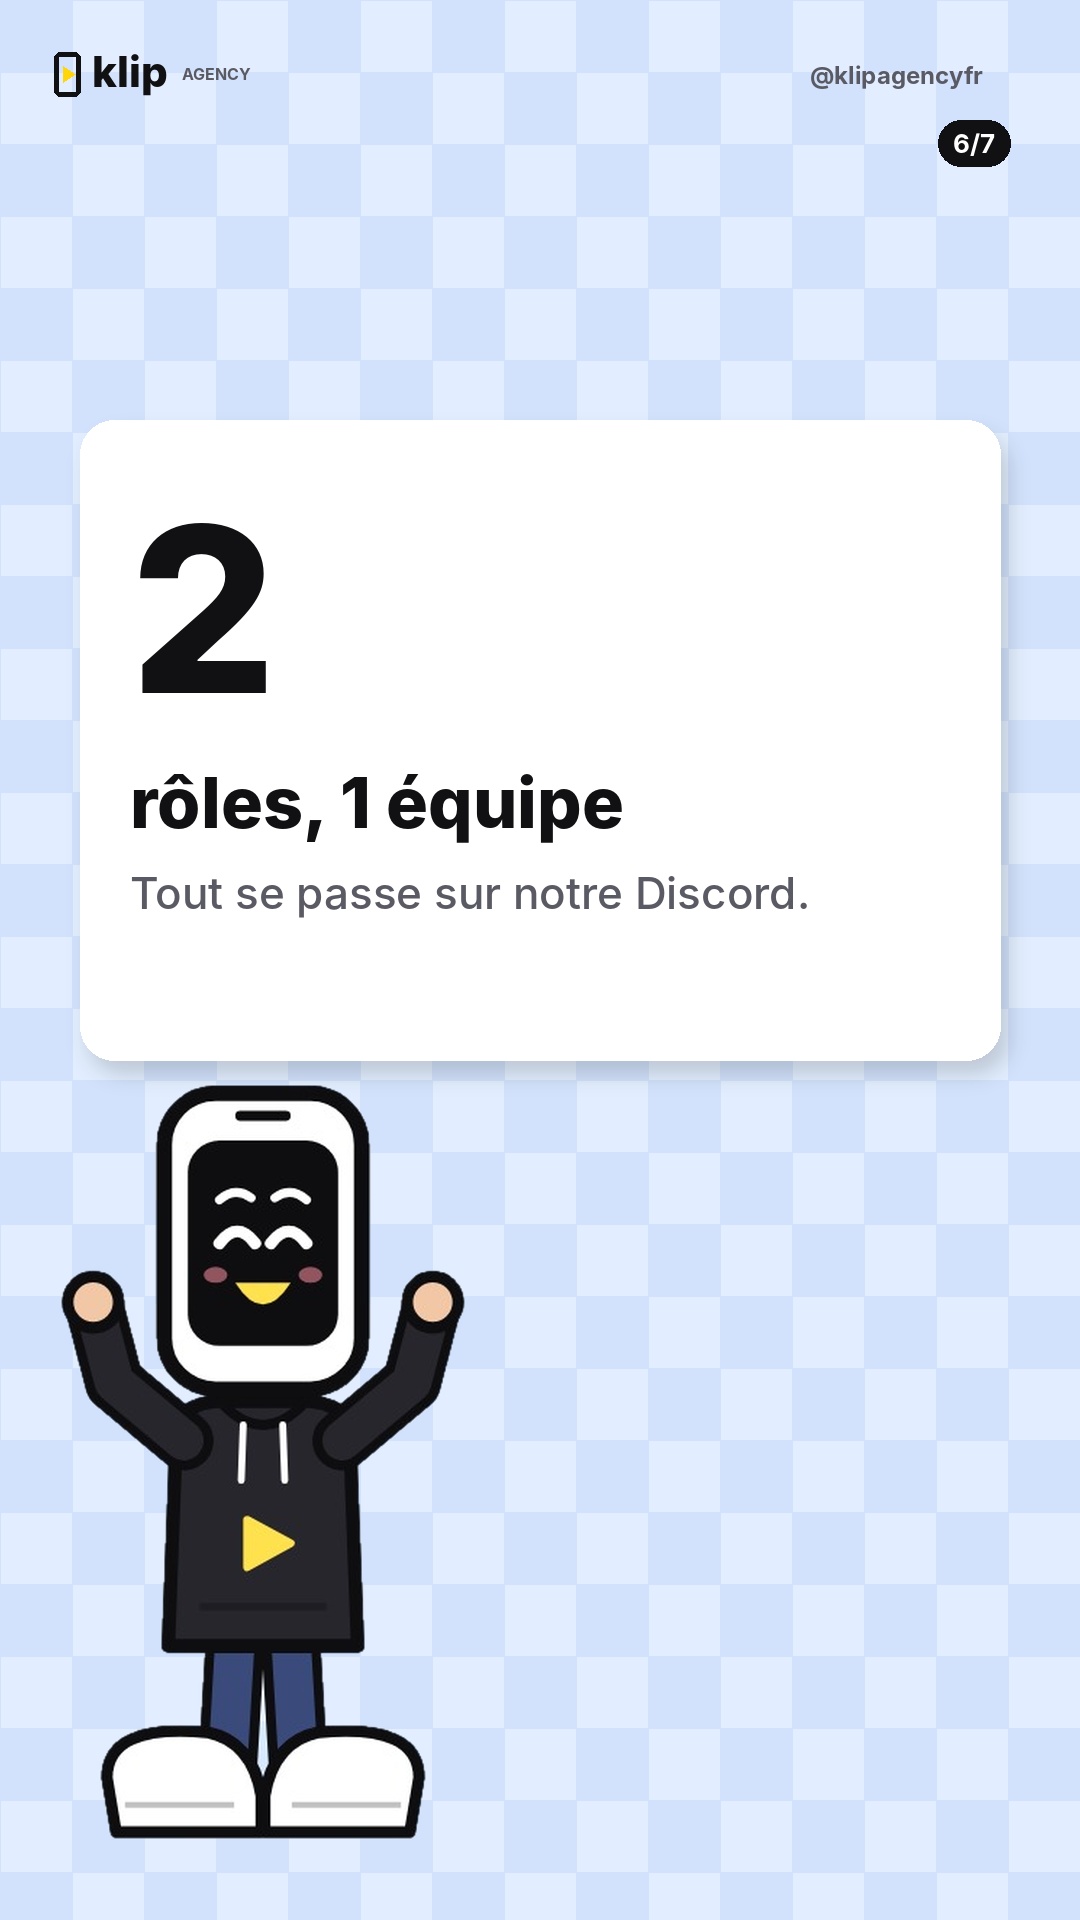 klip AGENCY
@klipagencyfr
6/7
2
rôles, 1 équipe
Tout se passe sur notre Discord.